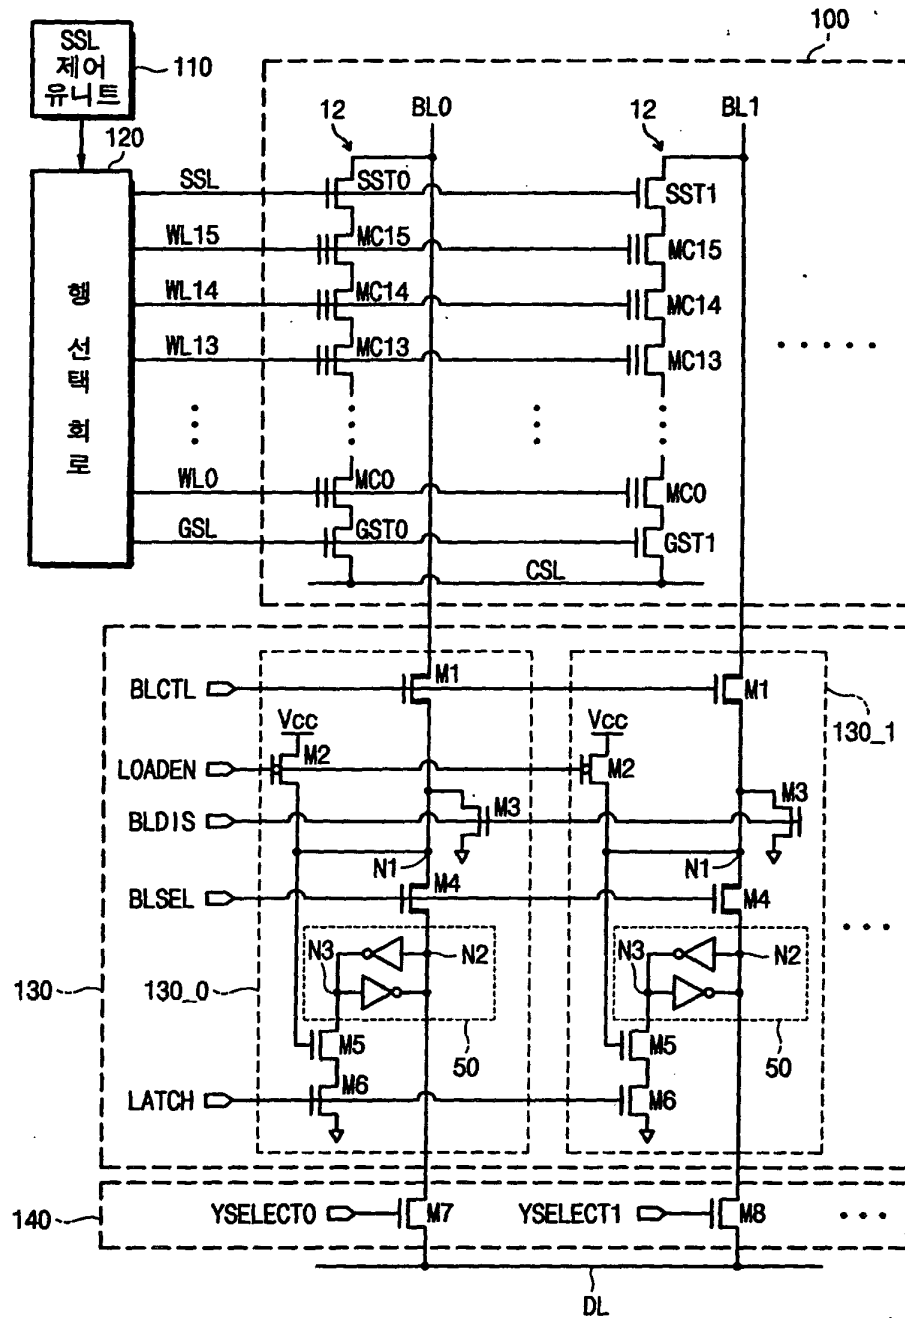 100
SSL
제어
유니트
110
12
BL0
12
BL1
120
SSL
SST0
SST1
WL15
MC15
MC15
WL14
MC14
MC14
WL13
MC13
MC13
행
선
택
회
로
WL0
MC0
MC0
GSL
GST0
GST1
CSL
BLCTL
M1
M1
130_1
Vcc
Vcc
LOADEN
M2
M2
BLDIS
M3
M3
N1
N1
BLSEL
M4
M4
N3
N2
N3
N2
130
130_0
M5
50
M5
50
LATCH
M6
M6
140
YSELECT0
M7
YSELECT1
M8
DL